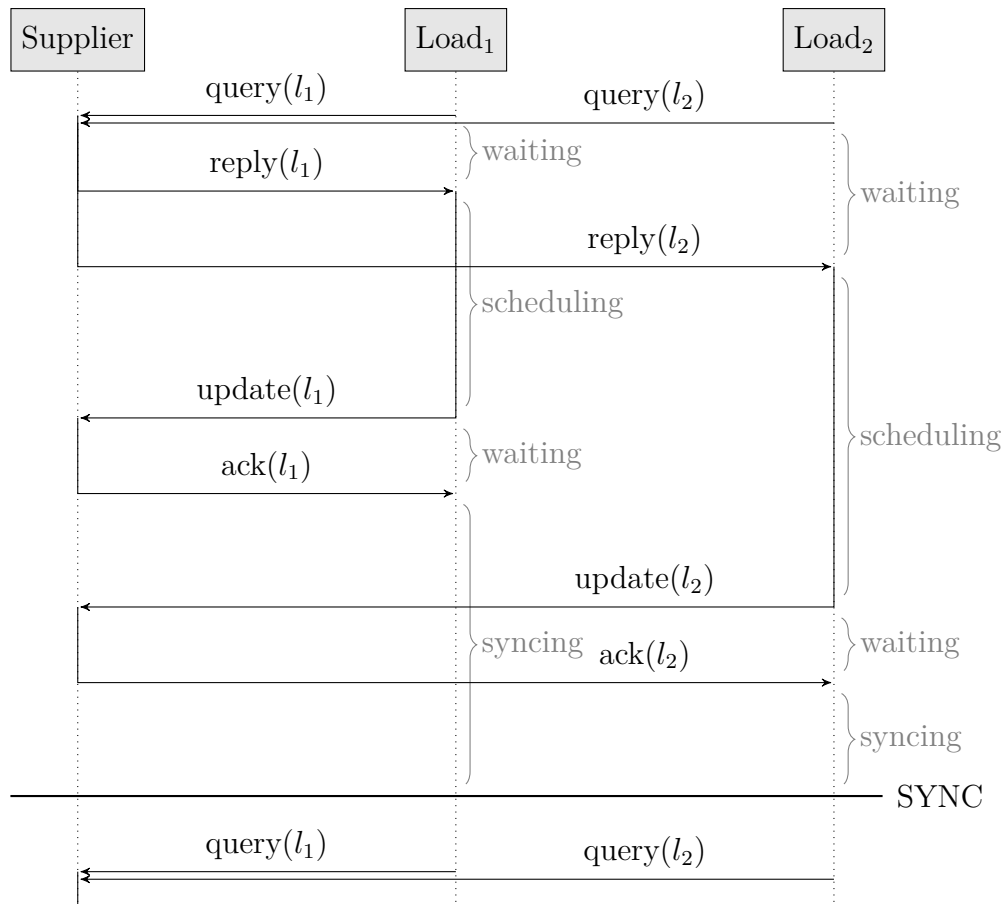 Supplier
Load₁
Load₂
query(l₁)
query(l₂)
waiting
reply(l₁)
waiting
reply(l₂)
scheduling
update(l₁)
scheduling
waiting
ack(l₁)
update(l₂)
syncing
waiting
ack(l₂)
syncing
SYNC
query(l₁)
query(l₂)